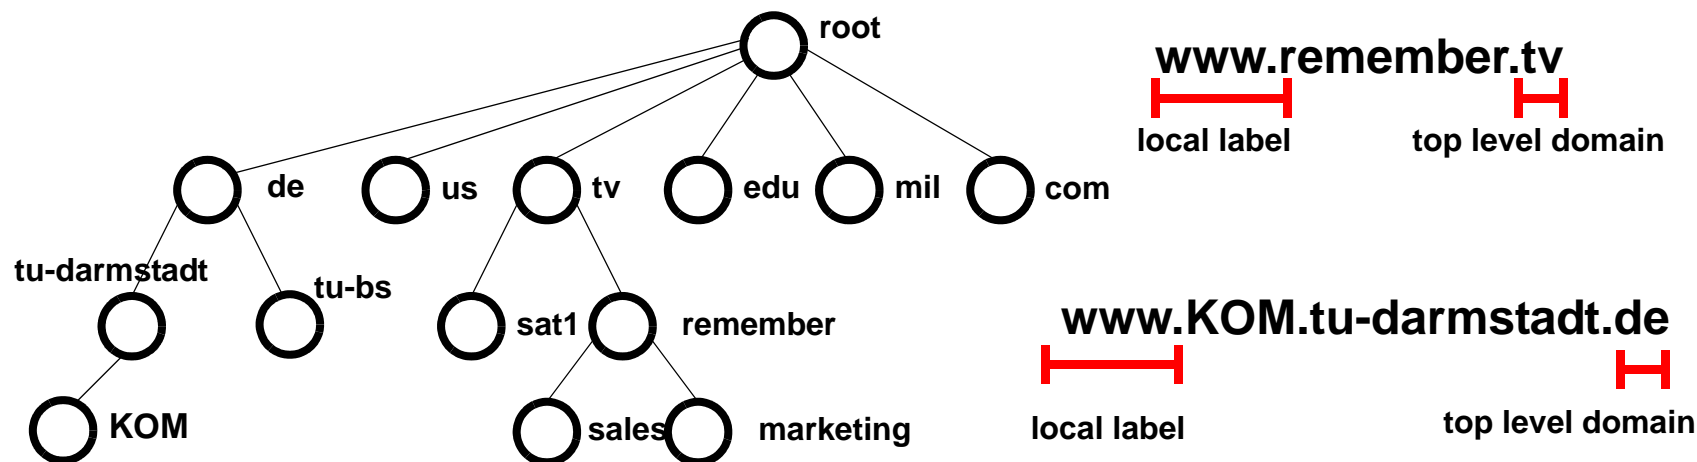 root
www.remember.tv
local label
top level domain
de
us
tv
edu
mil
com
tu-darmstadt
tu-bs
sat1
remember
www.KOM.tu-darmstadt.de
local label
top level domain
KOM
sales
marketing